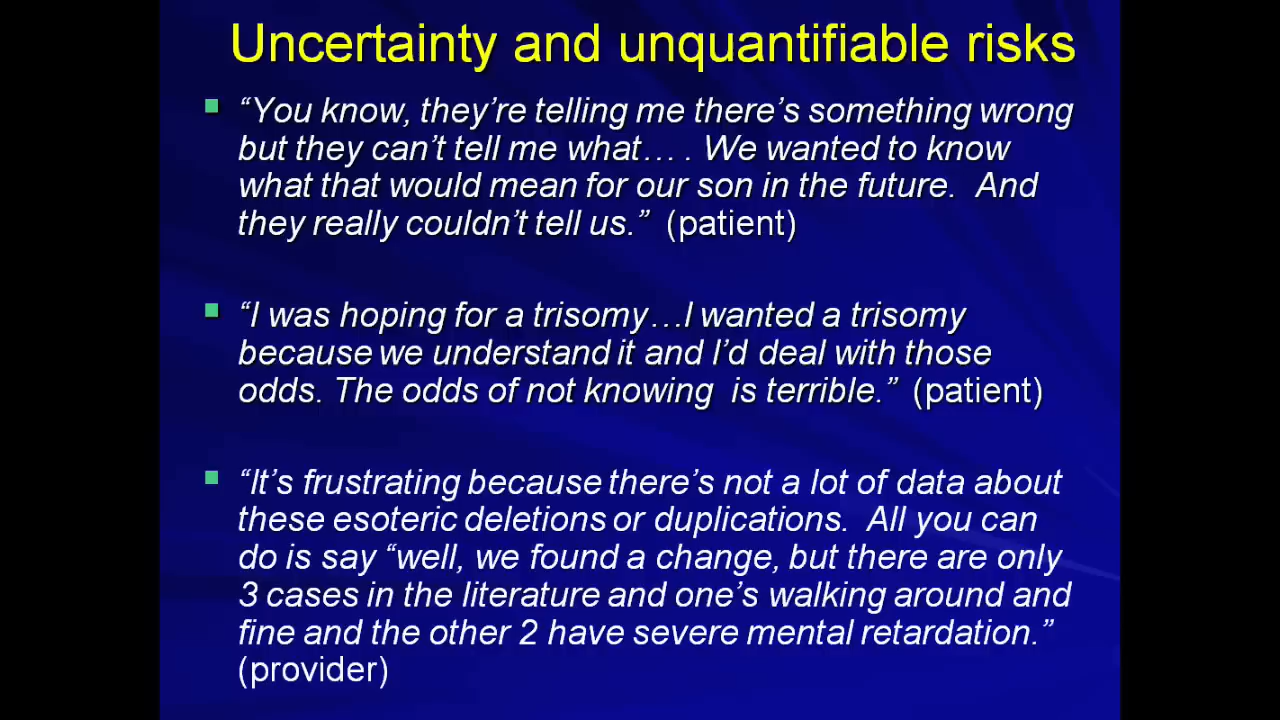 Uncertainty and unquantifiable risks
“You know, they’re telling me there’s something wrong
but they can’t tell me what… . We wanted to know
what that would mean for our son in the future. And
they really couldn’t tell us.” (patient)
“I was hoping for a trisomy…I wanted a trisomy
because we understand it and I’d deal with those
odds. The odds of not knowing is terrible.” (patient)
“It’s frustrating because there’s not a lot of data about
these esoteric deletions or duplications. All you can
do is say “well, we found a change, but there are only
3 cases in the literature and one’s walking around and
fine and the other 2 have severe mental retardation.”
(provider)